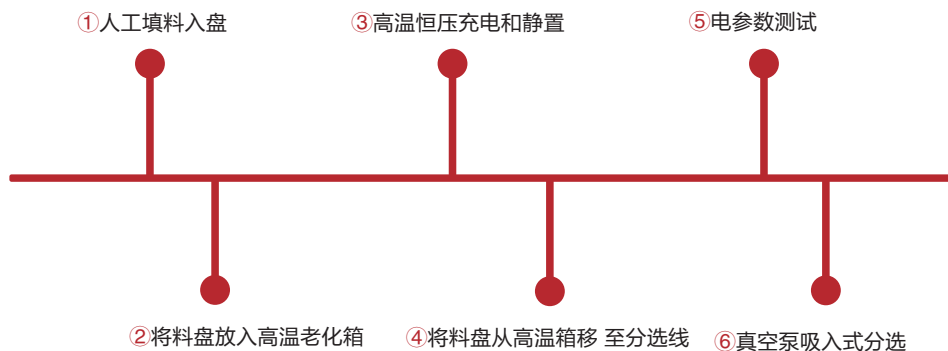 ①人工填料入盘
②将料盘放入高温老化箱
③高温恒压充电和静置
④将料盘从高温箱移 至分选线
⑤电参数测试
⑥真空泵吸入式分选